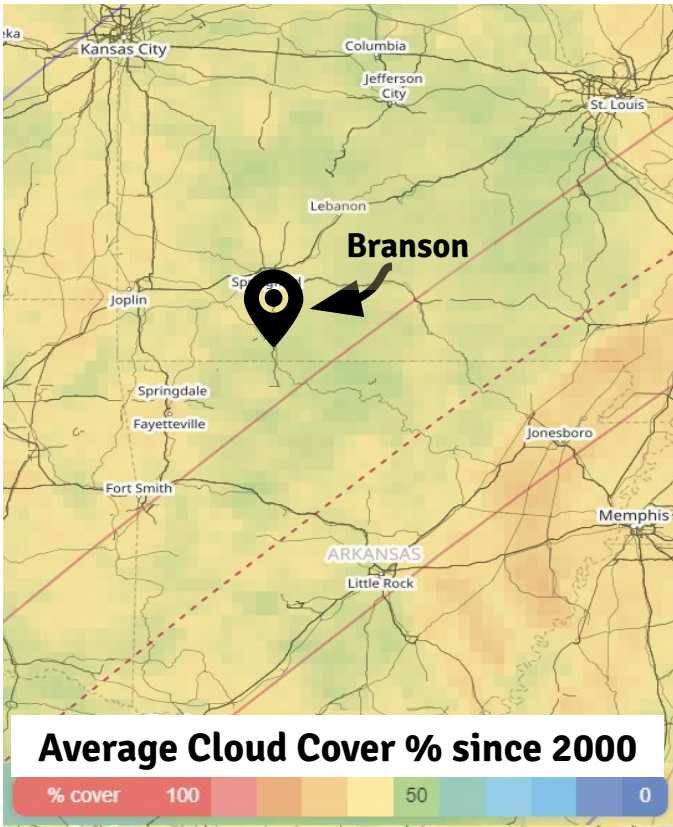 eka
Kansas City
Columbia
Jefferson
City
St. Louis
Lebanon
Branson
Joplin
Springdale
Fayetteville
Jonesboro
Fort Smith
Memphis
ARKANSAS
Little Rock
Average Cloud Cover % since 2000
% cover 100 50 0